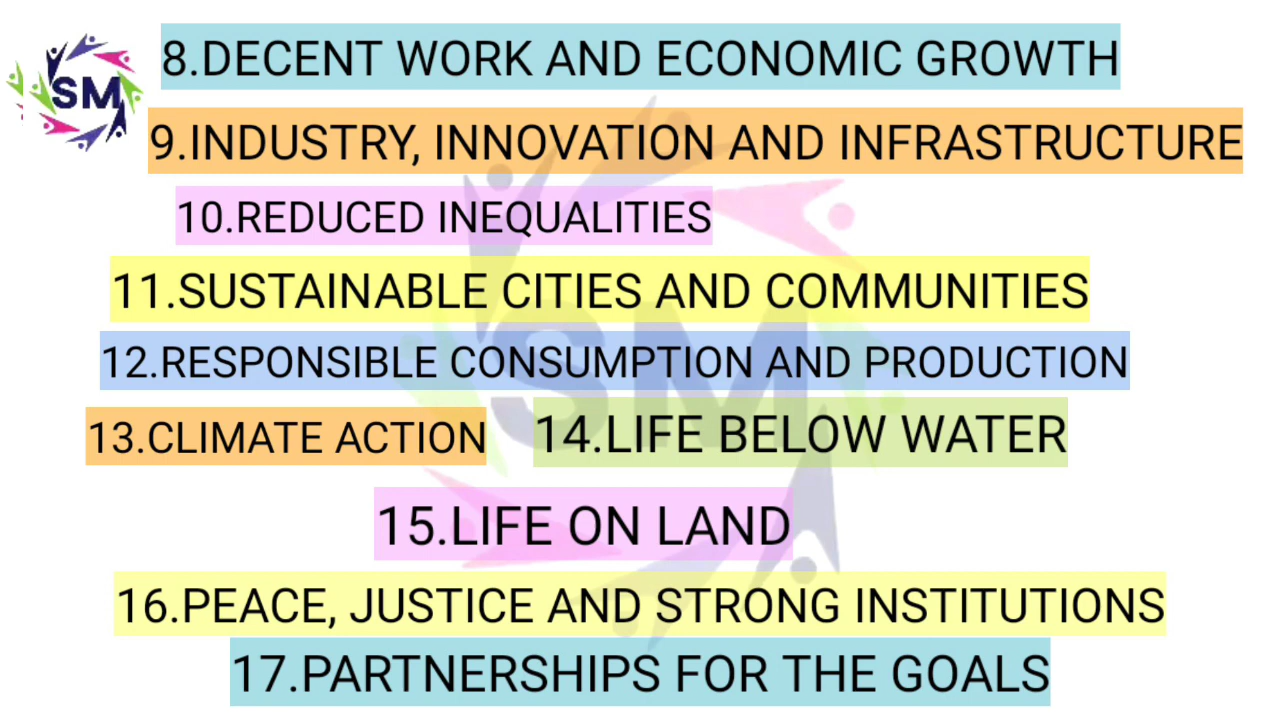 SM
8.DECENT WORK AND ECONOMIC GROWTH
9.INDUSTRY, INNOVATION AND INFRASTRUCTURE
10.REDUCED INEQUALITIES
11.SUSTAINABLE CITIES AND COMMUNITIES
SM
12.RESPONSIBLE CONSUMPTION AND PRODUCTION
13.CLIMATE ACTION 14.LIFE BELOW WATER
15.LIFE ON LAND
16.PEACE, JUSTICE AND STRONG INSTITUTIONS
17.PARTNERSHIPS FOR THE GOALS